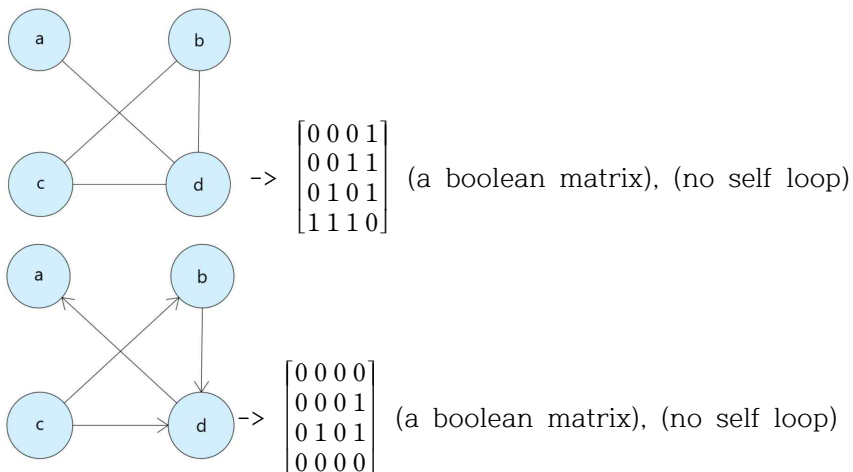 a b
c d -> [0 0 0 1] (a boolean matrix), (no self loop)
[0 0 1 1]
[0 1 0 1]
[1 1 1 0]
a b
c d -> [0 0 0 0] (a boolean matrix), (no self loop)
[0 0 0 1]
[0 1 0 1]
[0 0 0 0]